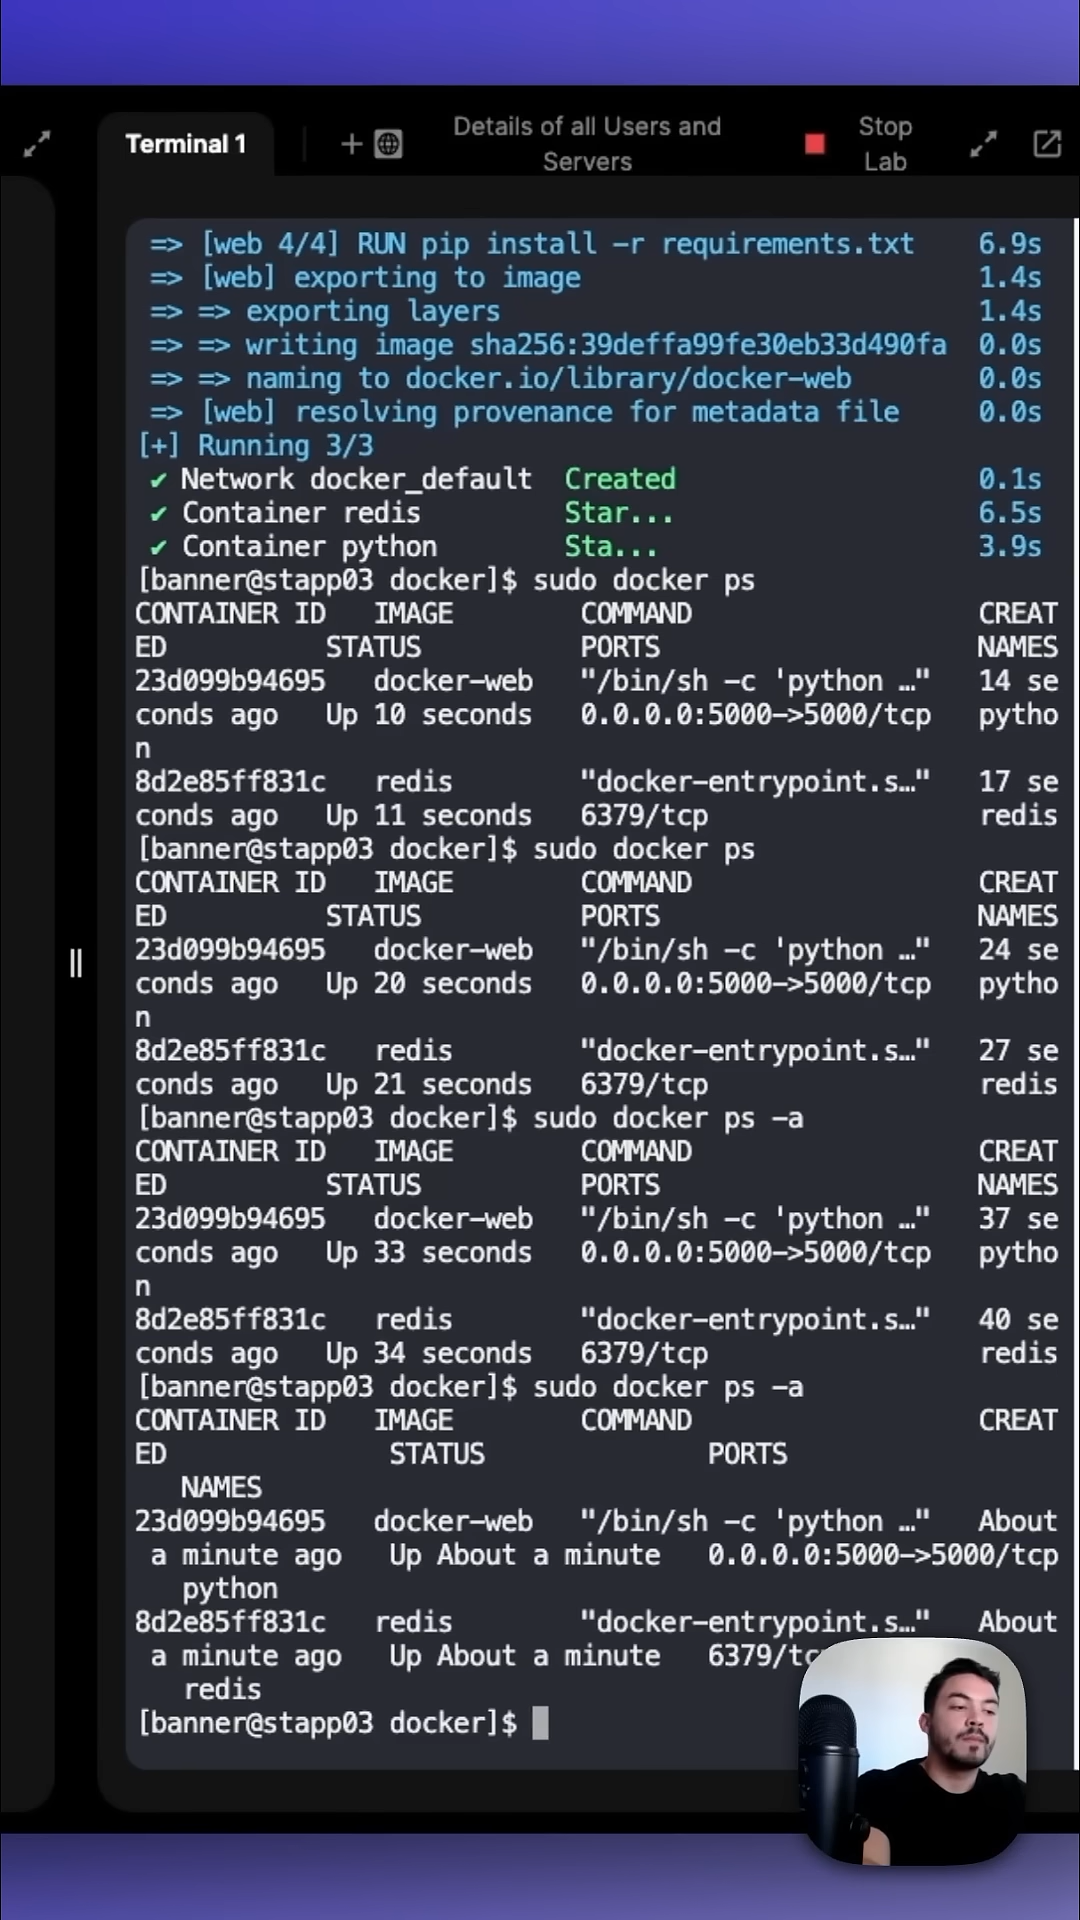 Terminal 1
Details of all Users and
Servers
Stop
Lab
=> [web 4/4] RUN pip install -r requirements.txt 6.9s
=> [web] exporting to image 1.4s
=> => exporting layers 1.4s
=> => writing image sha256:39deffa99fe30eb33d490fa 0.0s
=> => naming to docker.io/library/docker-web 0.0s
=> [web] resolving provenance for metadata file 0.0s
[+] Running 3/3
✔ Network docker_default Created 0.1s
✔ Container redis Star... 6.5s
✔ Container python Sta... 3.9s
[banner@stapp03 docker]$ sudo docker ps
CONTAINER ID IMAGE COMMAND CREAT
ED STATUS PORTS NAMES
23d099b94695 docker-web "/bin/sh -c 'python …" 14 se
conds ago Up 10 seconds 0.0.0.0:5000->5000/tcp pytho
n
8d2e85ff831c redis "docker-entrypoint.s…" 17 se
conds ago Up 11 seconds 6379/tcp redis
[banner@stapp03 docker]$ sudo docker ps
CONTAINER ID IMAGE COMMAND CREAT
ED STATUS PORTS NAMES
23d099b94695 docker-web "/bin/sh -c 'python …" 24 se
conds ago Up 20 seconds 0.0.0.0:5000->5000/tcp pytho
n
8d2e85ff831c redis "docker-entrypoint.s…" 27 se
conds ago Up 21 seconds 6379/tcp redis
[banner@stapp03 docker]$ sudo docker ps -a
CONTAINER ID IMAGE COMMAND CREAT
ED STATUS PORTS NAMES
23d099b94695 docker-web "/bin/sh -c 'python …" 37 se
conds ago Up 33 seconds 0.0.0.0:5000->5000/tcp pytho
n
8d2e85ff831c redis "docker-entrypoint.s…" 40 se
conds ago Up 34 seconds 6379/tcp redis
[banner@stapp03 docker]$ sudo docker ps -a
CONTAINER ID IMAGE COMMAND CREAT
ED STATUS PORTS
NAMES
23d099b94695 docker-web "/bin/sh -c 'python …" About
a minute ago Up About a minute 0.0.0.0:5000->5000/tcp
python
8d2e85ff831c redis "docker-entrypoint.s…" About
a minute ago Up About a minute
redis
[banner@stapp03 docker]$